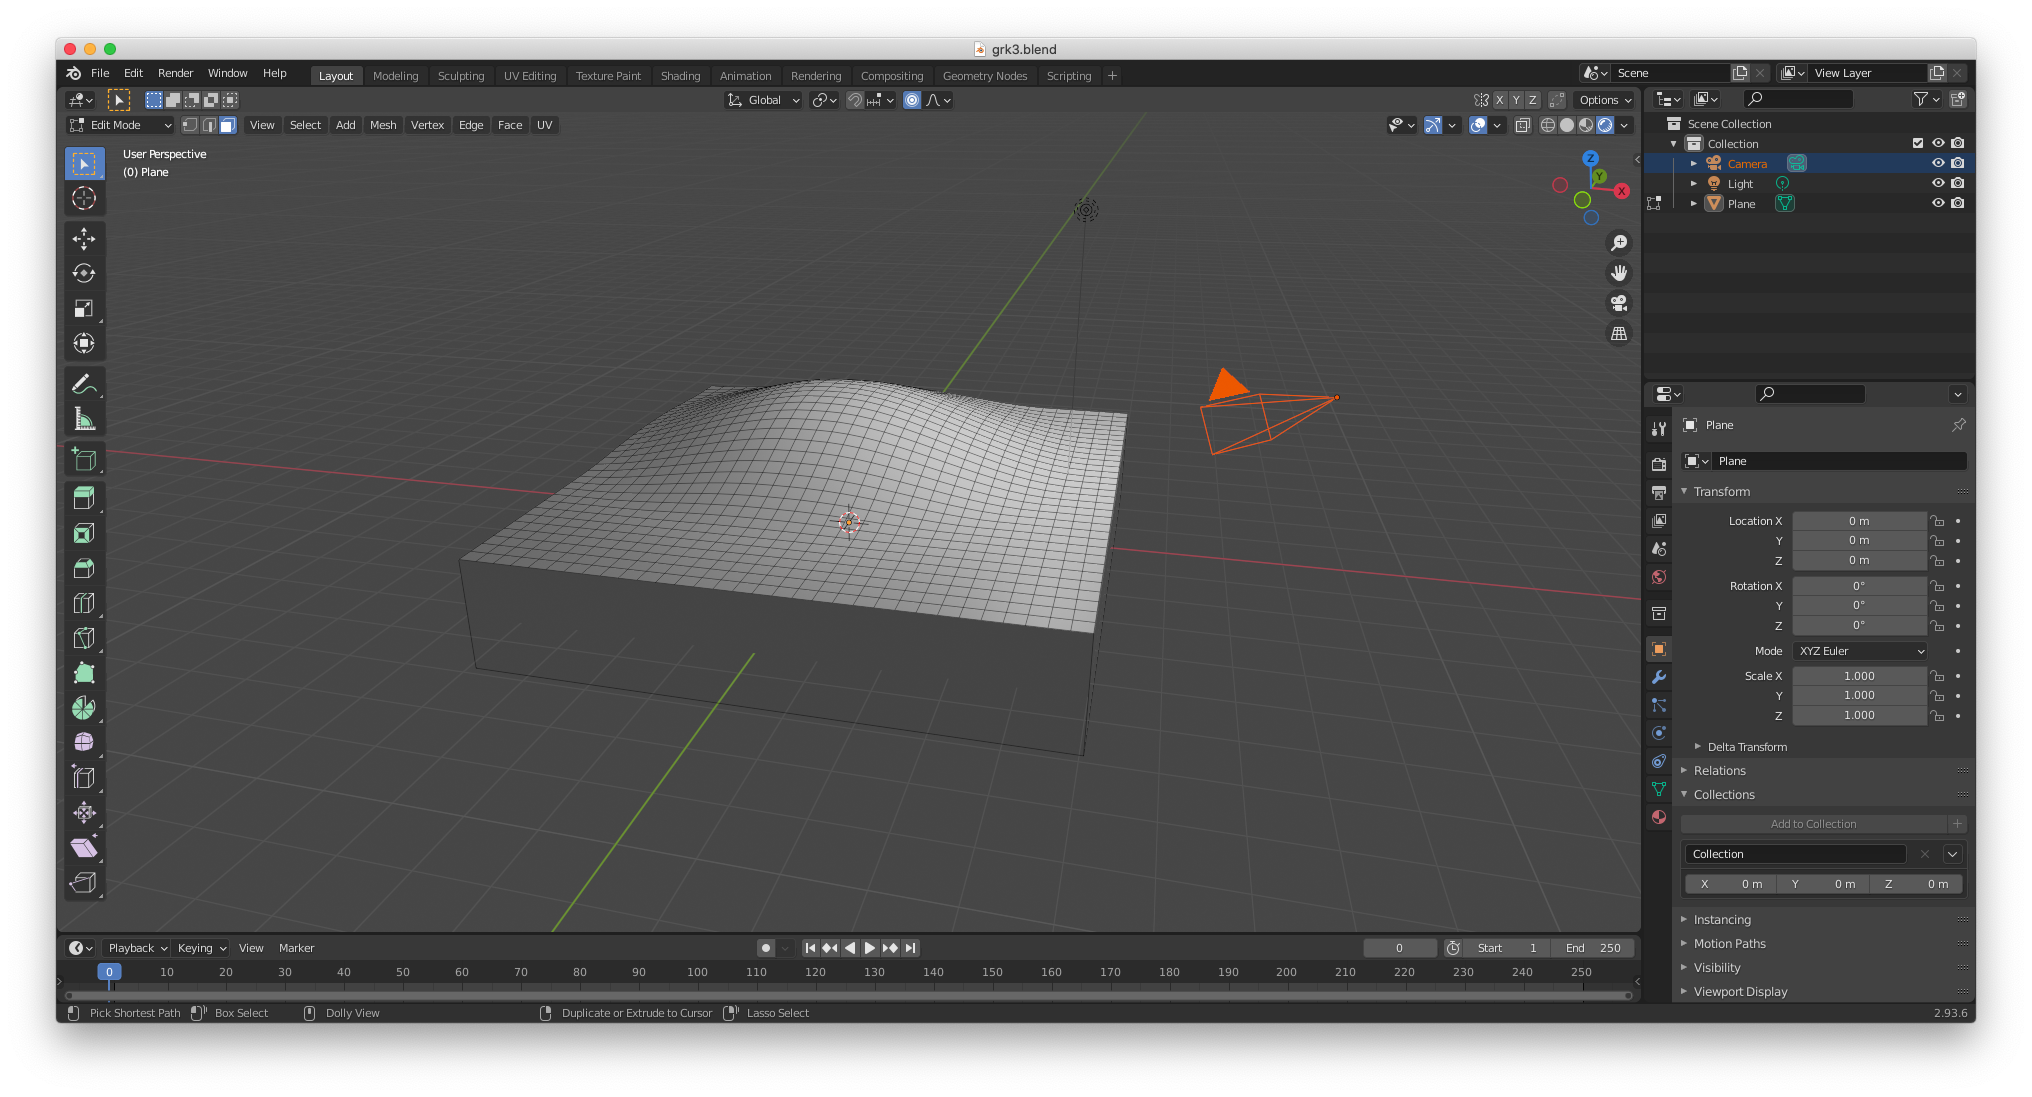 grk3.blend
File Edit Render Window Help Layout Modeling Sculpting UV Editing Texture Paint Shading Animation Rendering Compositing Geometry Nodes Scripting + Scene View Layer
Global X Y Z Options
Edit Mode View Select Add Mesh Vertex Edge Face UV
User Perspective
(0) Plane
Z
Y
X
Scene Collection
Collection
Camera
Light
Plane
Plane
Plane
Transform
Location X 0 m
Y 0 m
Z 0 m
Rotation X 0°
Y 0°
Z 0°
Mode XYZ Euler
Scale X 1.000
Y 1.000
Z 1.000
Delta Transform
Relations
Collections
Add to Collection +
Collection
X 0 m Y 0 m Z 0 m
Instancing
Motion Paths
Visibility
Viewport Display
Playback Keying View Marker 0 Start 1 End 250
0 10 20 30 40 50 60 70 80 90 100 110 120 130 140 150 160 170 180 190 200 210 220 230 240 250
Pick Shortest Path Box Select Dolly View Duplicate or Extrude to Cursor Lasso Select 2.93.6